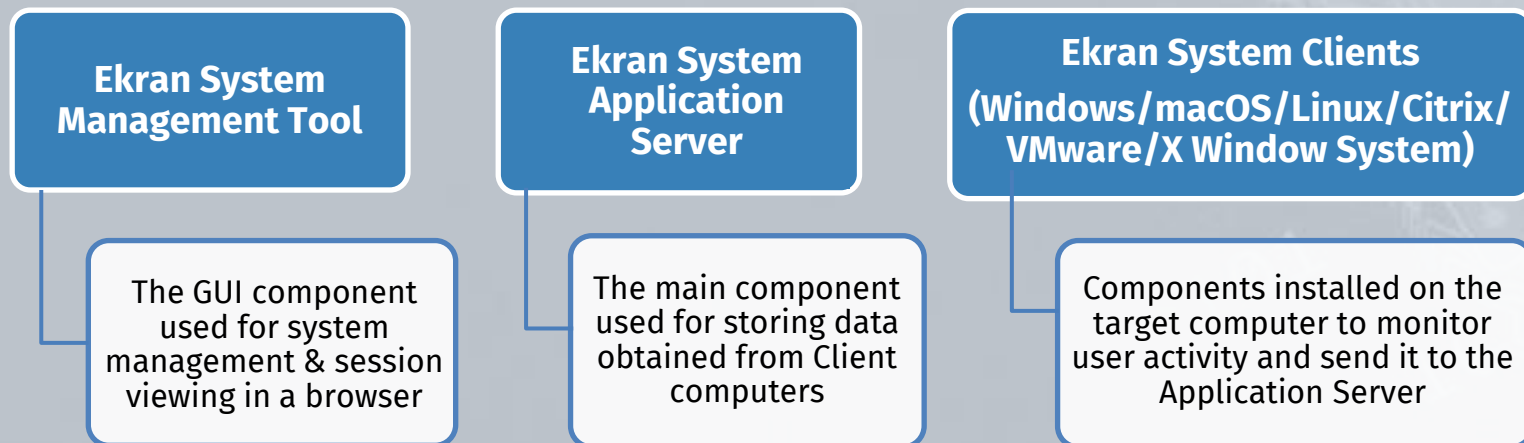 Ekran System
Management Tool
The GUI component
used for system
management & session
viewing in a browser
Ekran System
Application
Server
The main component
used for storing data
obtained from Client
computers
Ekran System Clients
(Windows/macOS/Linux/Citrix/
VMware/X Window System)
Components installed on the
target computer to monitor
user activity and send it to the
Application Server